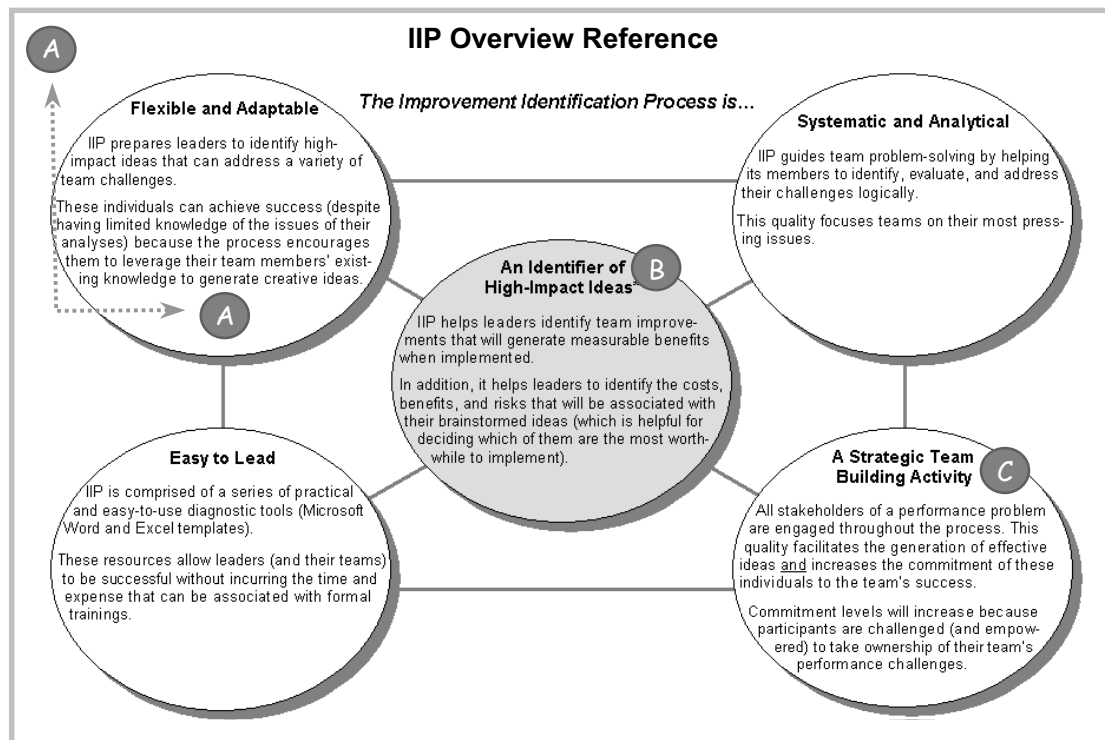 IIP Overview Reference
A
The Improvement Identification Process is...
Flexible and Adaptable
IIP prepares leaders to identify high-
impact ideas that can address a variety of
team challenges.
These individuals can achieve success (despite
having limited knowledge of the issues of their
analyses) because the process encourages
them to leverage their team members' exist-
ing knowledge to generate creative ideas.
A
Systematic and Analytical
IIP guides team problem-solving by helping
its members to identify, evaluate, and address
their challenges logically.
This quality focuses teams on their most press-
ing issues.
An Identifier of
High-Impact Ideas*
B
IIP helps leaders identify team improve-
ments that will generate measurable benefits
when implemented.
In addition, it helps leaders to identify the costs,
benefits, and risks that will be associated with
their brainstormed ideas (which is helpful for
deciding which of them are the most worth-
while to implement).
Easy to Lead
IIP is comprised of a series of practical
and easy-to-use diagnostic tools (Microsoft
Word and Excel templates).
These resources allow leaders (and their teams)
to be successful without incurring the time and
expense that can be associated with formal
trainings.
A Strategic Team
Building Activity
C
All stakeholders of a performance problem
are engaged throughout the process. This
quality facilitates the generation of effective
ideas and increases the commitment of these
individuals to the team's success.
Commitment levels will increase because
participants are challenged (and empow-
ered) to take ownership of their team's
performance challenges.